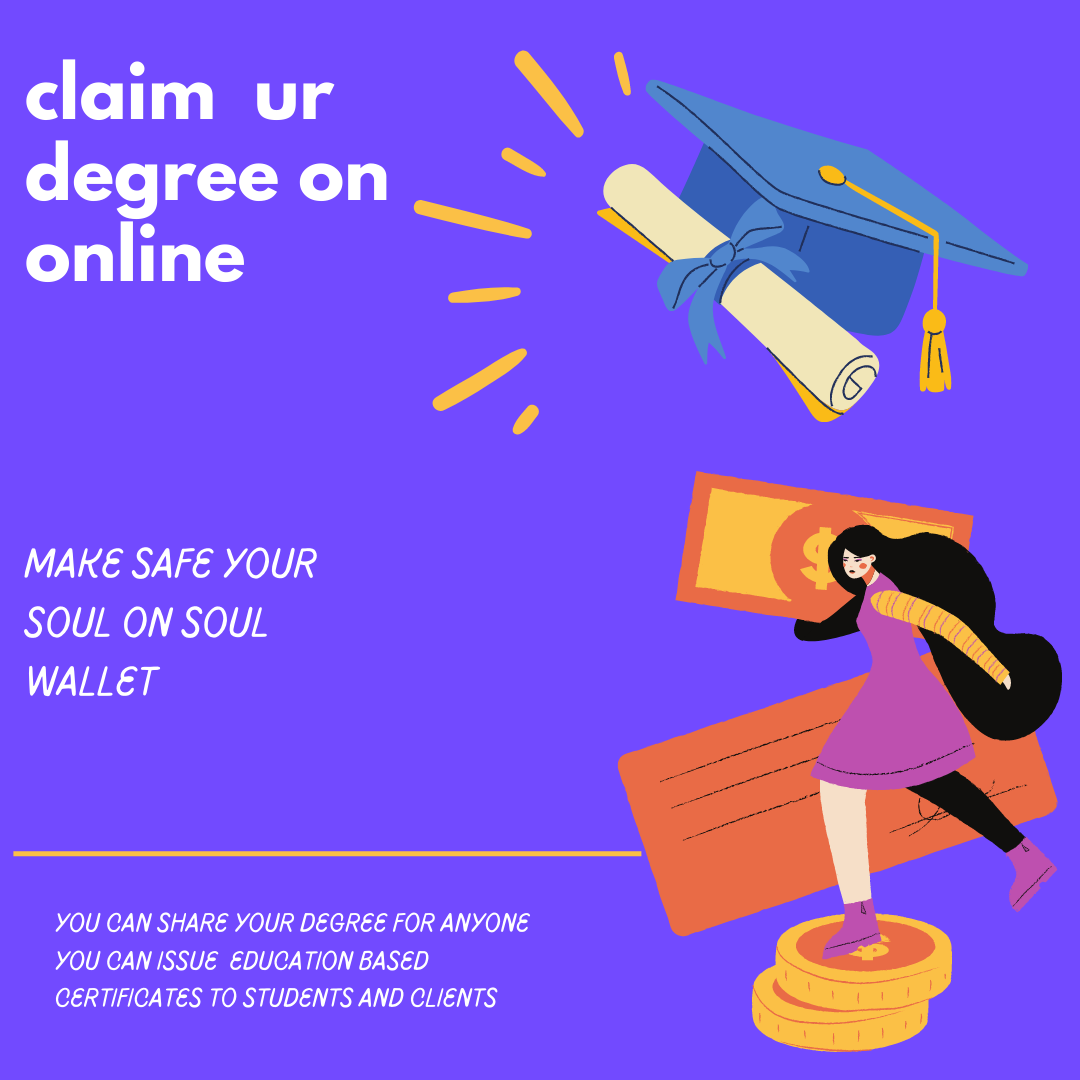 claim ur
degree on
online
MAKE SAFE YOUR
SOUL ON SOUL
WALLET
YOU CAN SHARE YOUR DEGREE FOR ANYONE
YOU CAN ISSUE EDUCATION BASED
CERTIFICATES TO STUDENTS AND CLIENTS
$
$